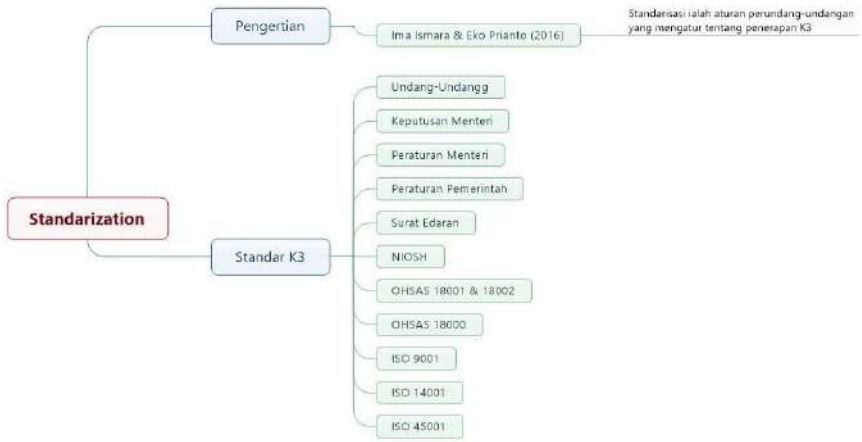 Pengertian
Ima Ismara & Eko Prianto (2016)
Standarisasi ialah aturan perundang-undangan
yang mengatur tentang penerapan K3
Standarization
Standar K3
Undang-Undangg
Keputusan Menteri
Peraturan Menteri
Peraturan Pemerintah
Surat Edaran
NIOSH
OHSAS 18001 & 18002
OHSAS 18000
ISO 9001
ISO 14001
ISO 45001